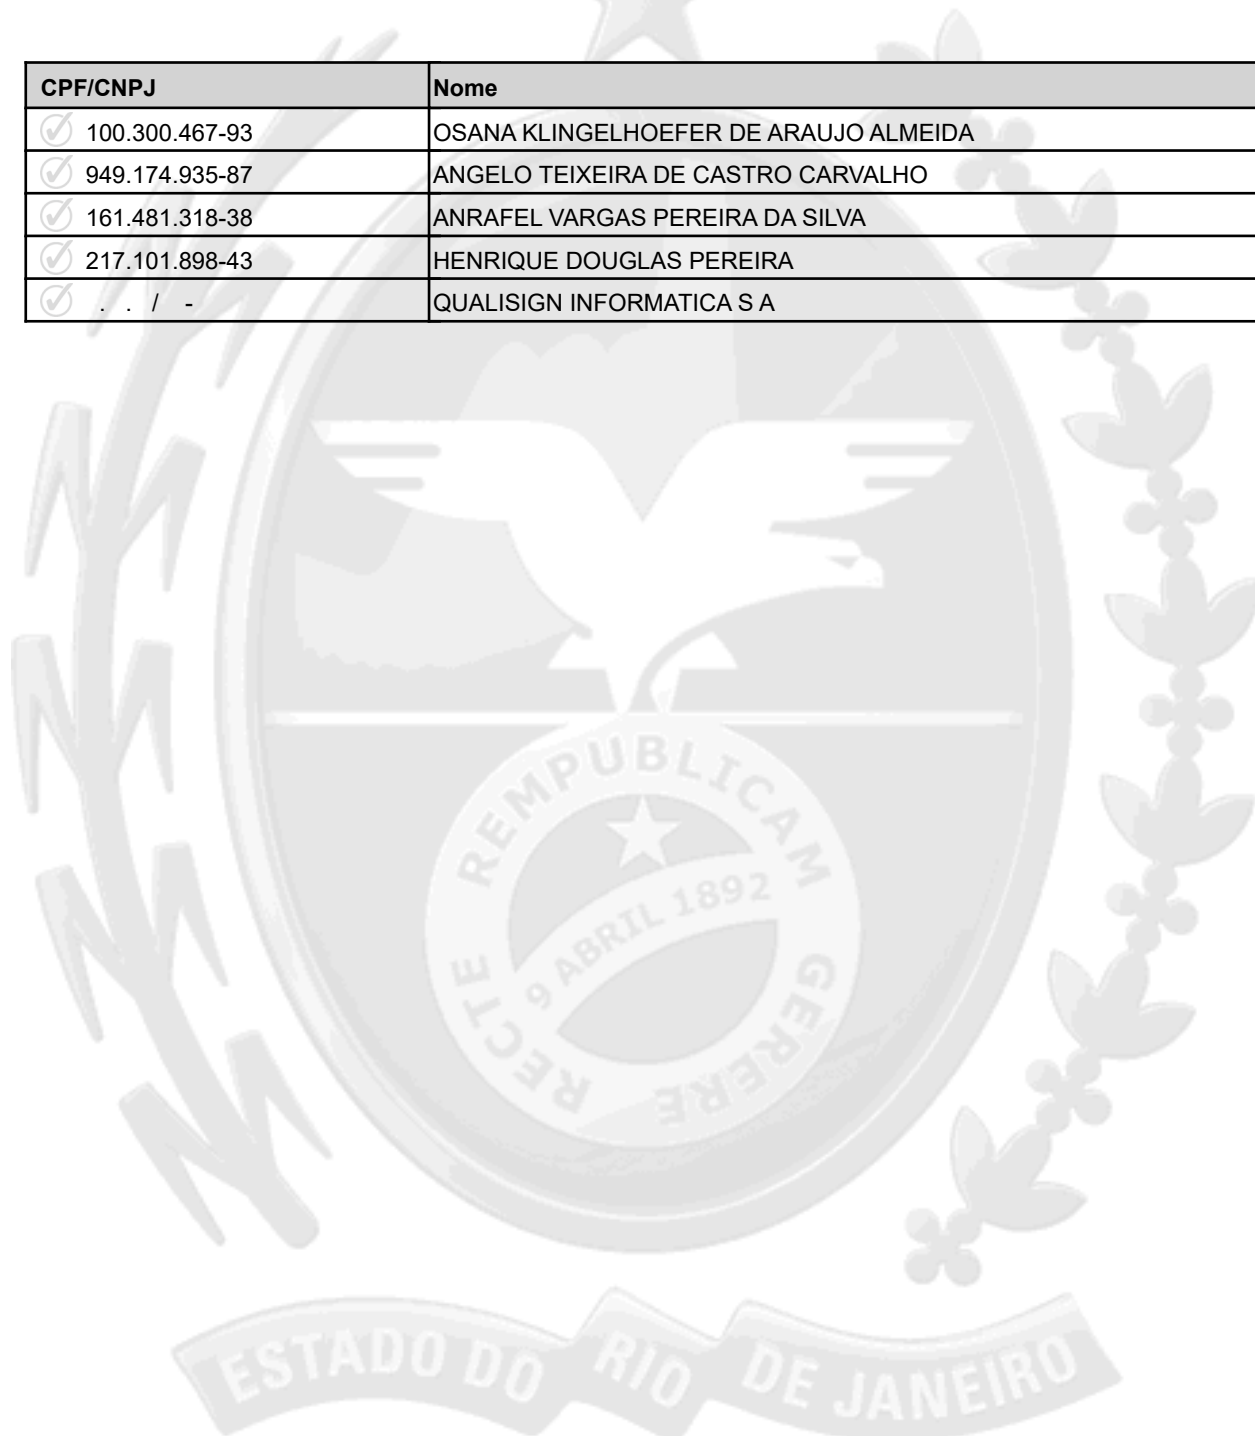 CPF/CNPJ Nome
100.300.467-93 OSANA KLINGELHOEFER DE ARAUJO ALMEIDA
949.174.935-87 ANGELO TEIXEIRA DE CASTRO CARVALHO
161.481.318-38 ANRAFEL VARGAS PEREIRA DA SILVA
217.101.898-43 HENRIQUE DOUGLAS PEREIRA
. . / - QUALISIGN INFORMATICA S A
RECTE REMPUBLICAM GERERE
9 ABRIL 1892
ESTADO DO RIO DE JANEIRO